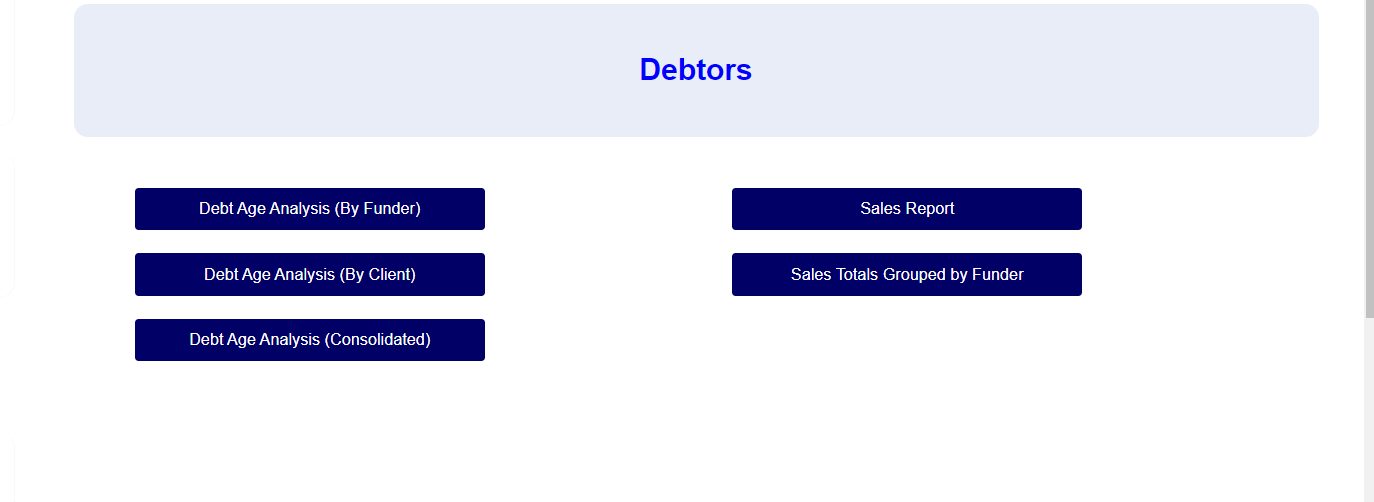 Debtors
Debt Age Analysis (By Funder)
Sales Report
Debt Age Analysis (By Client)
Sales Totals Grouped by Funder
Debt Age Analysis (Consolidated)